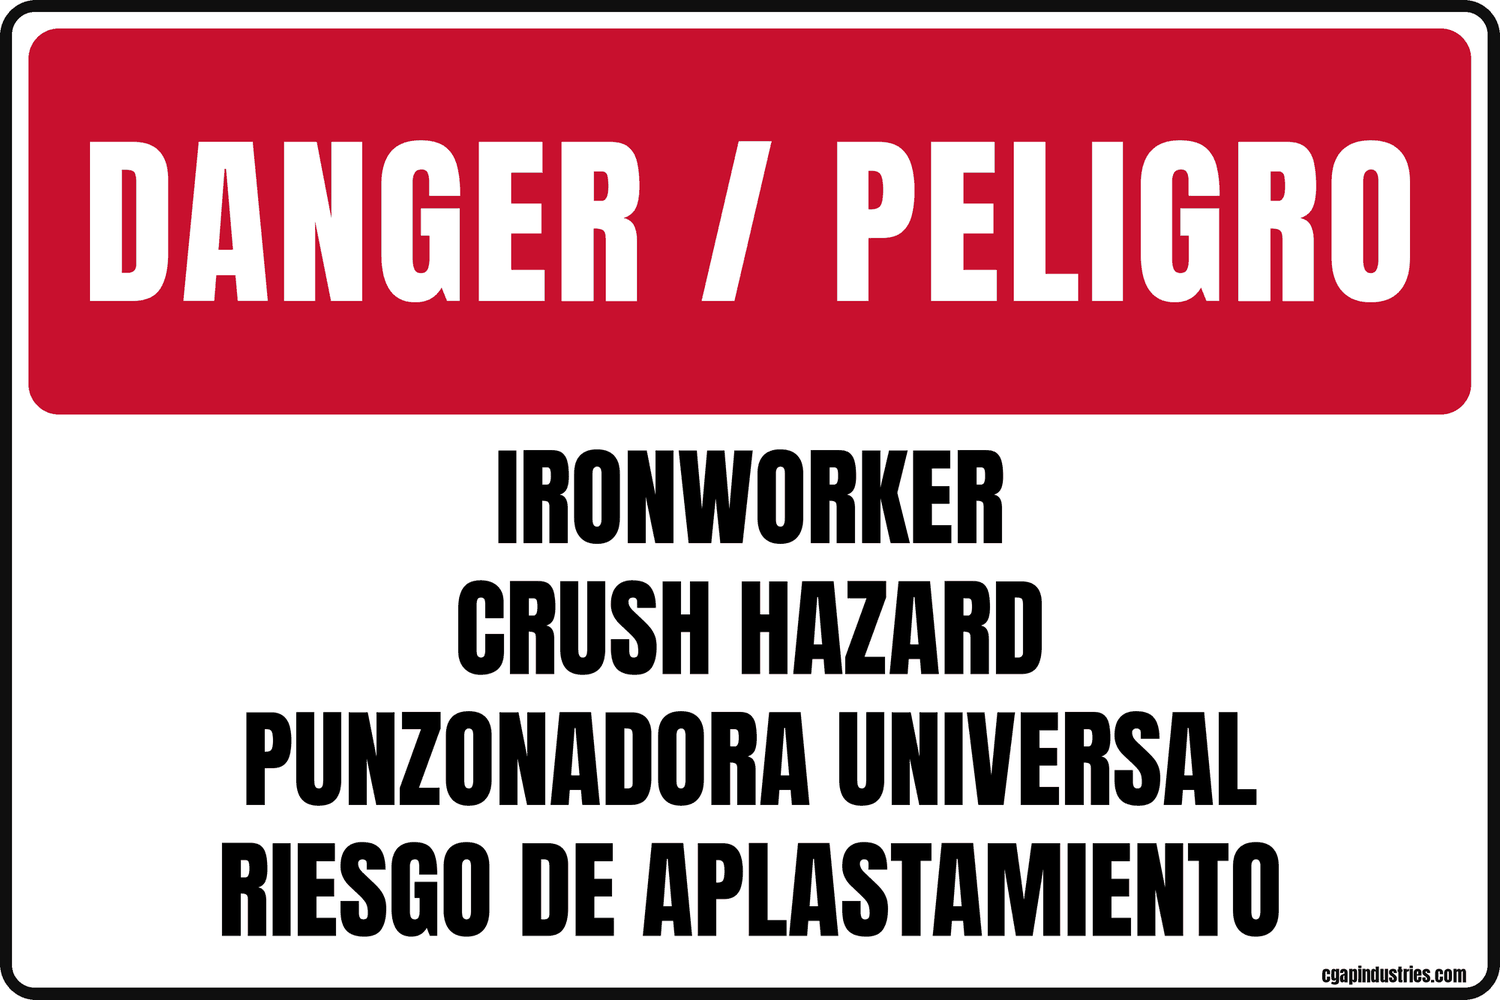 DANGER / PELIGRO
IRONWORKER
CRUSH HAZARD
PUNZONADORA UNIVERSAL
RIESGO DE APLASTAMIENTO
cgapindustries.com